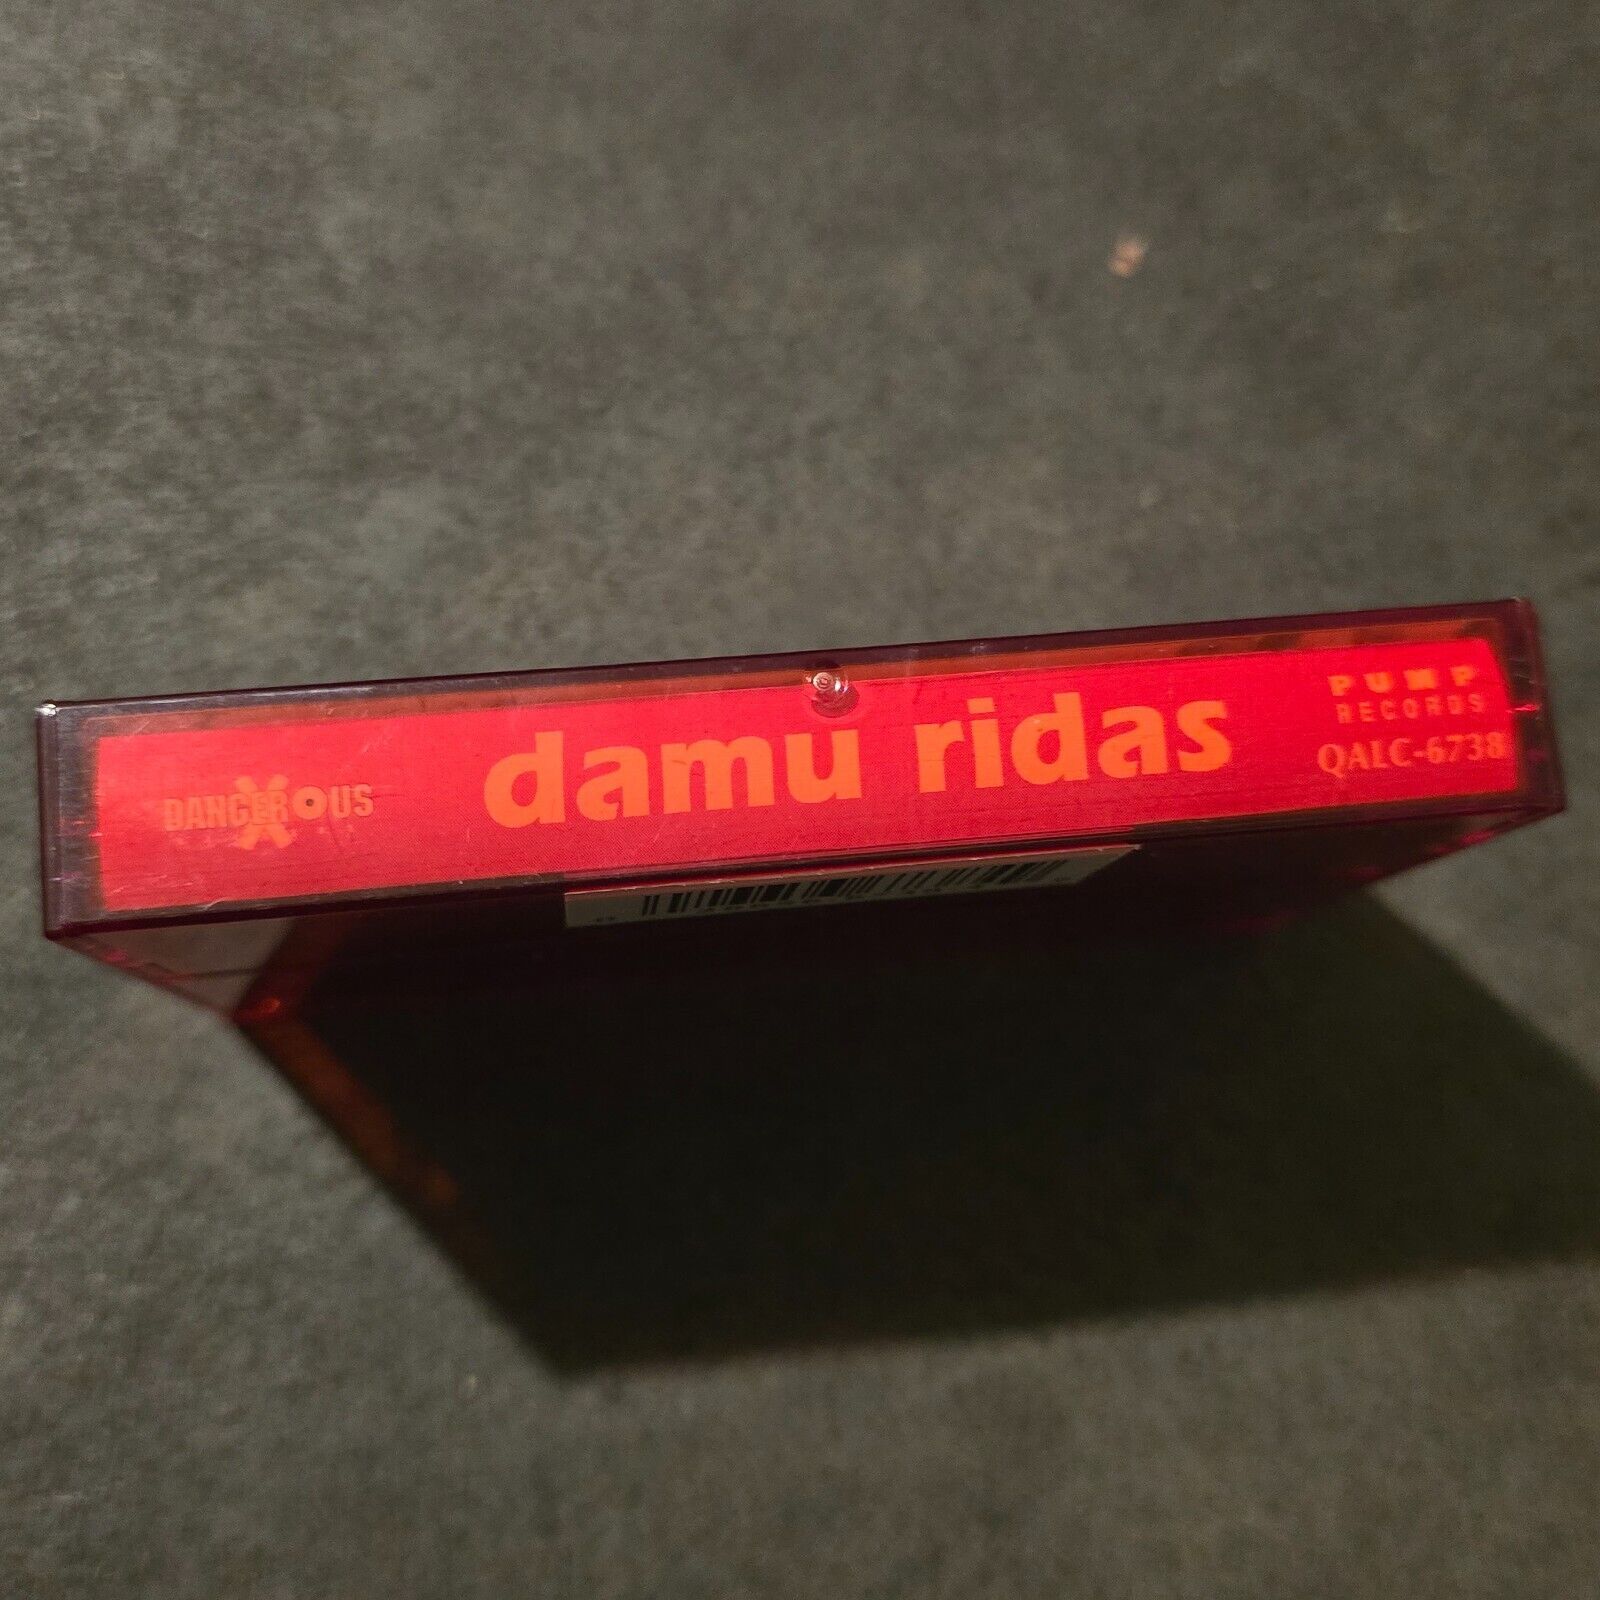 DANGEROUS
damu ridas
PUMP
RECORDS
QALC-6738